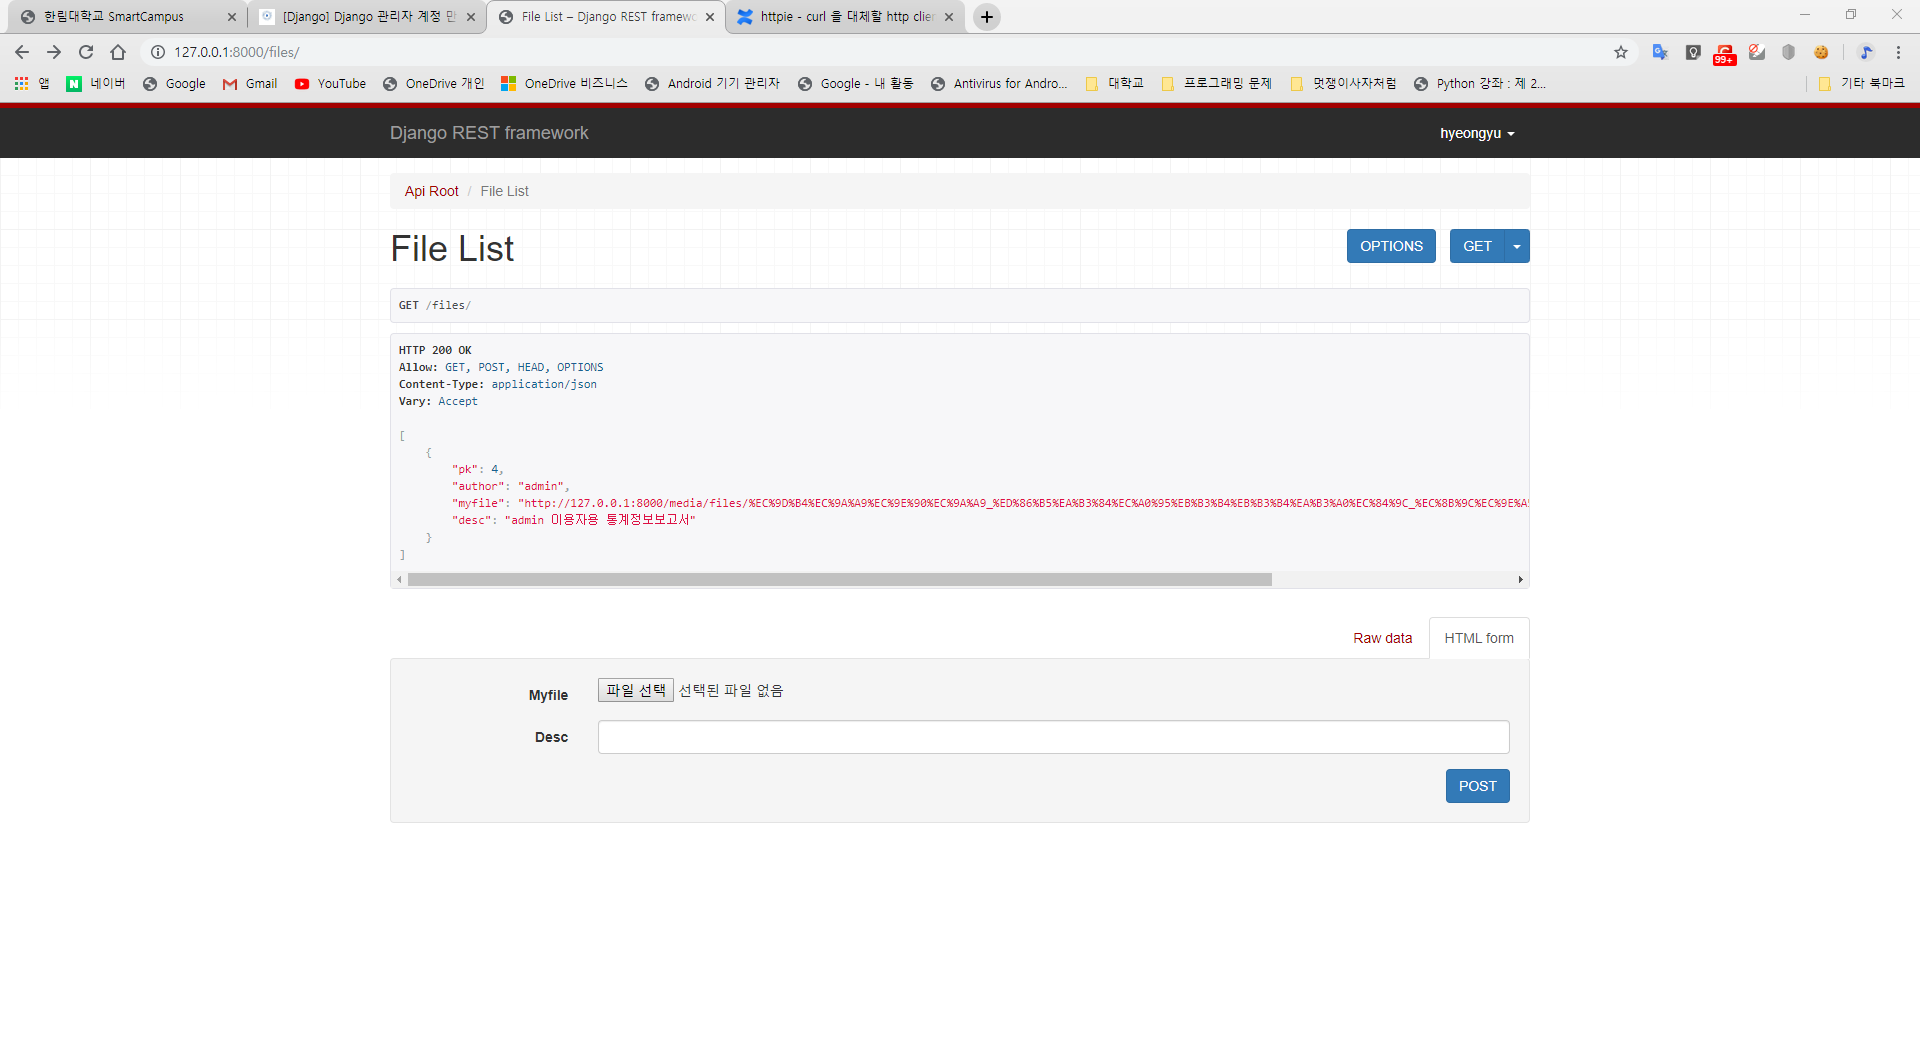 한림대학교 SmartCampus
[Django] Django 관리자 계정 만
File List – Django REST framewo
httpie - curl 을 대체할 http clien
127.0.0.1:8000/files/
99+
앱
네이버
Google
Gmail
YouTube
OneDrive 개인
OneDrive 비즈니스
Android 기기 관리자
Google - 내 활동
Antivirus for Andro...
대학교
프로그래밍 문제
멋쟁이사자처럼
Python 강좌 : 제 2...
기타 북마크
Django REST framework
hyeongyu
Api Root / File List
File List
OPTIONS
GET
GET /files/
HTTP 200 OK
Allow: GET, POST, HEAD, OPTIONS
Content-Type: application/json
Vary: Accept
[
{
"pk": 4,
"author": "admin",
"myfile": "http://127.0.0.1:8000/media/files/%EC%9D%B4%EC%9A%A9%EC%9E%90%EC%9A%A9_%ED%86%B5%EA%B3%84%EC%A0%95%EB%B3%B4%EB%B3%B4%EA%B3%A0%EC%84%9C_%EC%8B%9C%EC%9E%A5
"desc": "admin 이용자용 통계정보보고서"
}
]
Raw data
HTML form
Myfile
파일 선택 선택된 파일 없음
Desc
POST